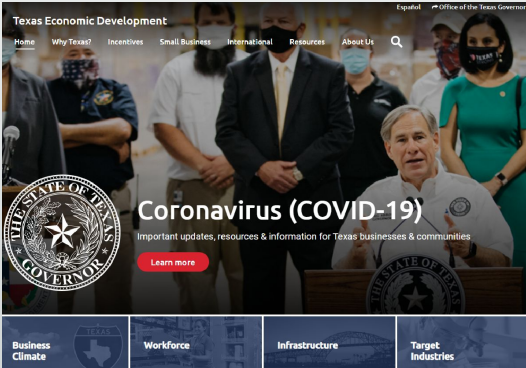 Español
Office of the Texas Governor
Texas Economic Development
Home Why Texas? Incentives Small Business International Resources About Us
THE STATE OF TEXAS
GOVERNOR
Coronavirus (COVID-19)
Important updates, resources & information for Texas businesses & communities
Learn more
THE STATE OF TEXAS
TEXAS
Business
Climate
Workforce
Infrastructure
Target
Industries